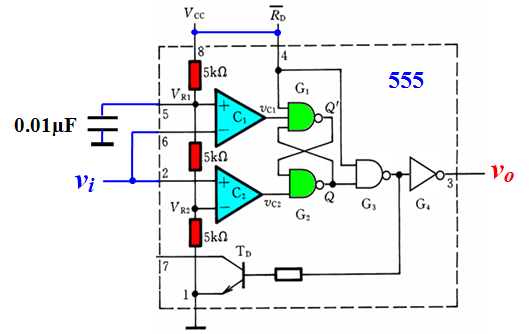 V_CC
R̅_D
8
4
5kΩ
G₁
555
V_R1
Q'
v_C1
+
C₁
−
5
0.01μF
6
5kΩ
v_i
2
+
C₂
−
v_C2
G₂
Q
G₃
G₄
3
v_o
V_R2
5kΩ
T_D
7
1